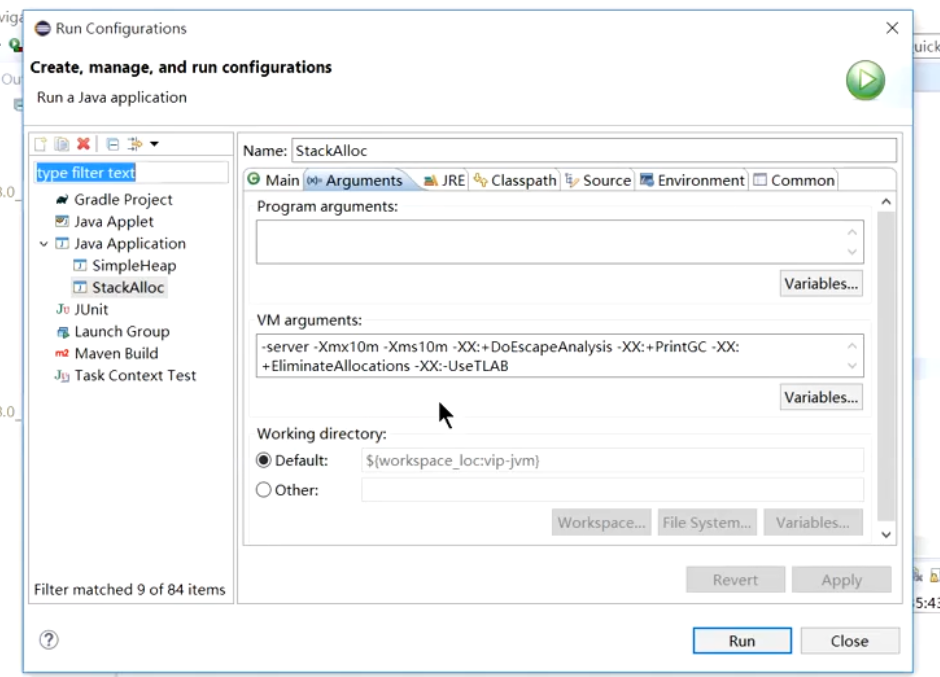 Run Configurations
Create, manage, and run configurations
Run a Java application
type filter text
Gradle Project
Java Applet
Java Application
SimpleHeap
StackAlloc
JUnit
Launch Group
Maven Build
Task Context Test
Filter matched 9 of 84 items
Name: StackAlloc
Main Arguments JRE Classpath Source Environment Common
Program arguments:
Variables...
VM arguments:
-server -Xmx10m -Xms10m -XX:+DoEscapeAnalysis -XX:+PrintGC -XX:
+EliminateAllocations -XX:-UseTLAB
Variables...
Working directory:
Default: ${workspace_loc:vip-jvm}
Other:
Workspace... File System... Variables...
Revert Apply
Run Close